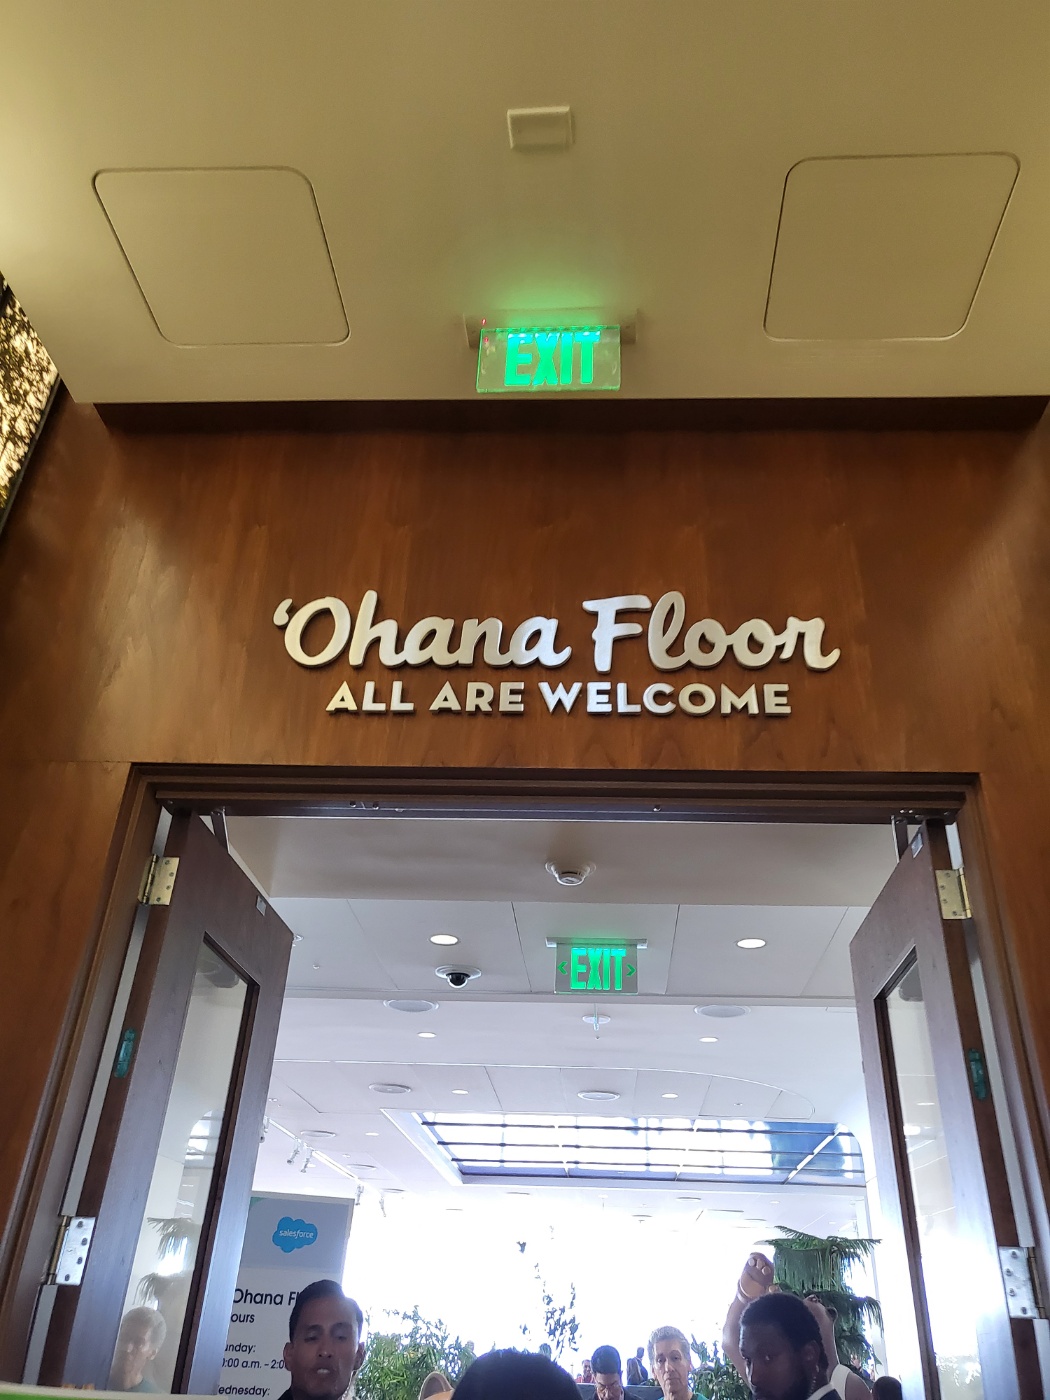 EXIT
‘Ohana Floor
ALL ARE WELCOME
EXIT
salesforce